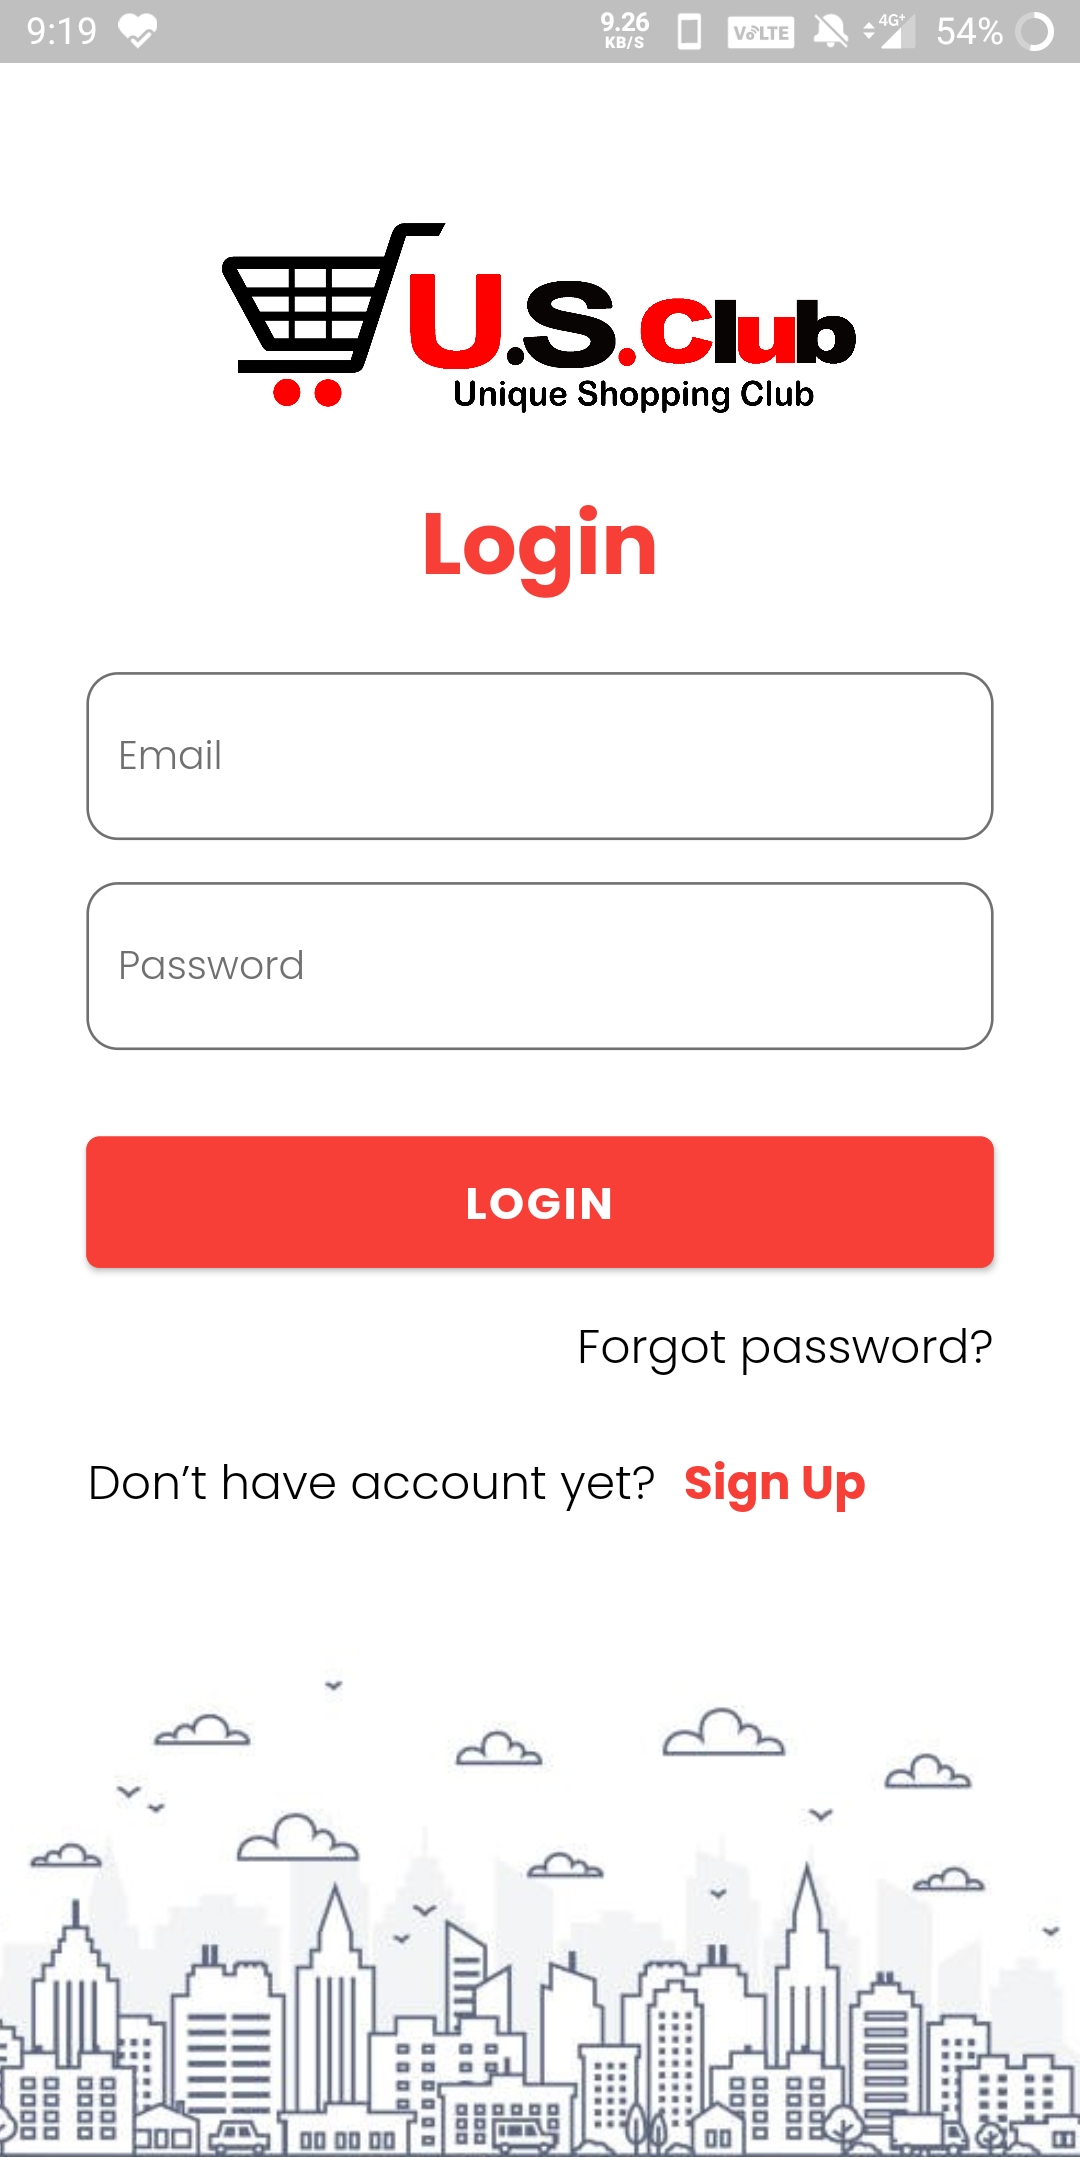 9:19 9.26 KB/S VoLTE 4G+ 54%
U.S.Club
Unique Shopping Club
Login
Email
Password
LOGIN
Forgot password?
Don’t have account yet? Sign Up